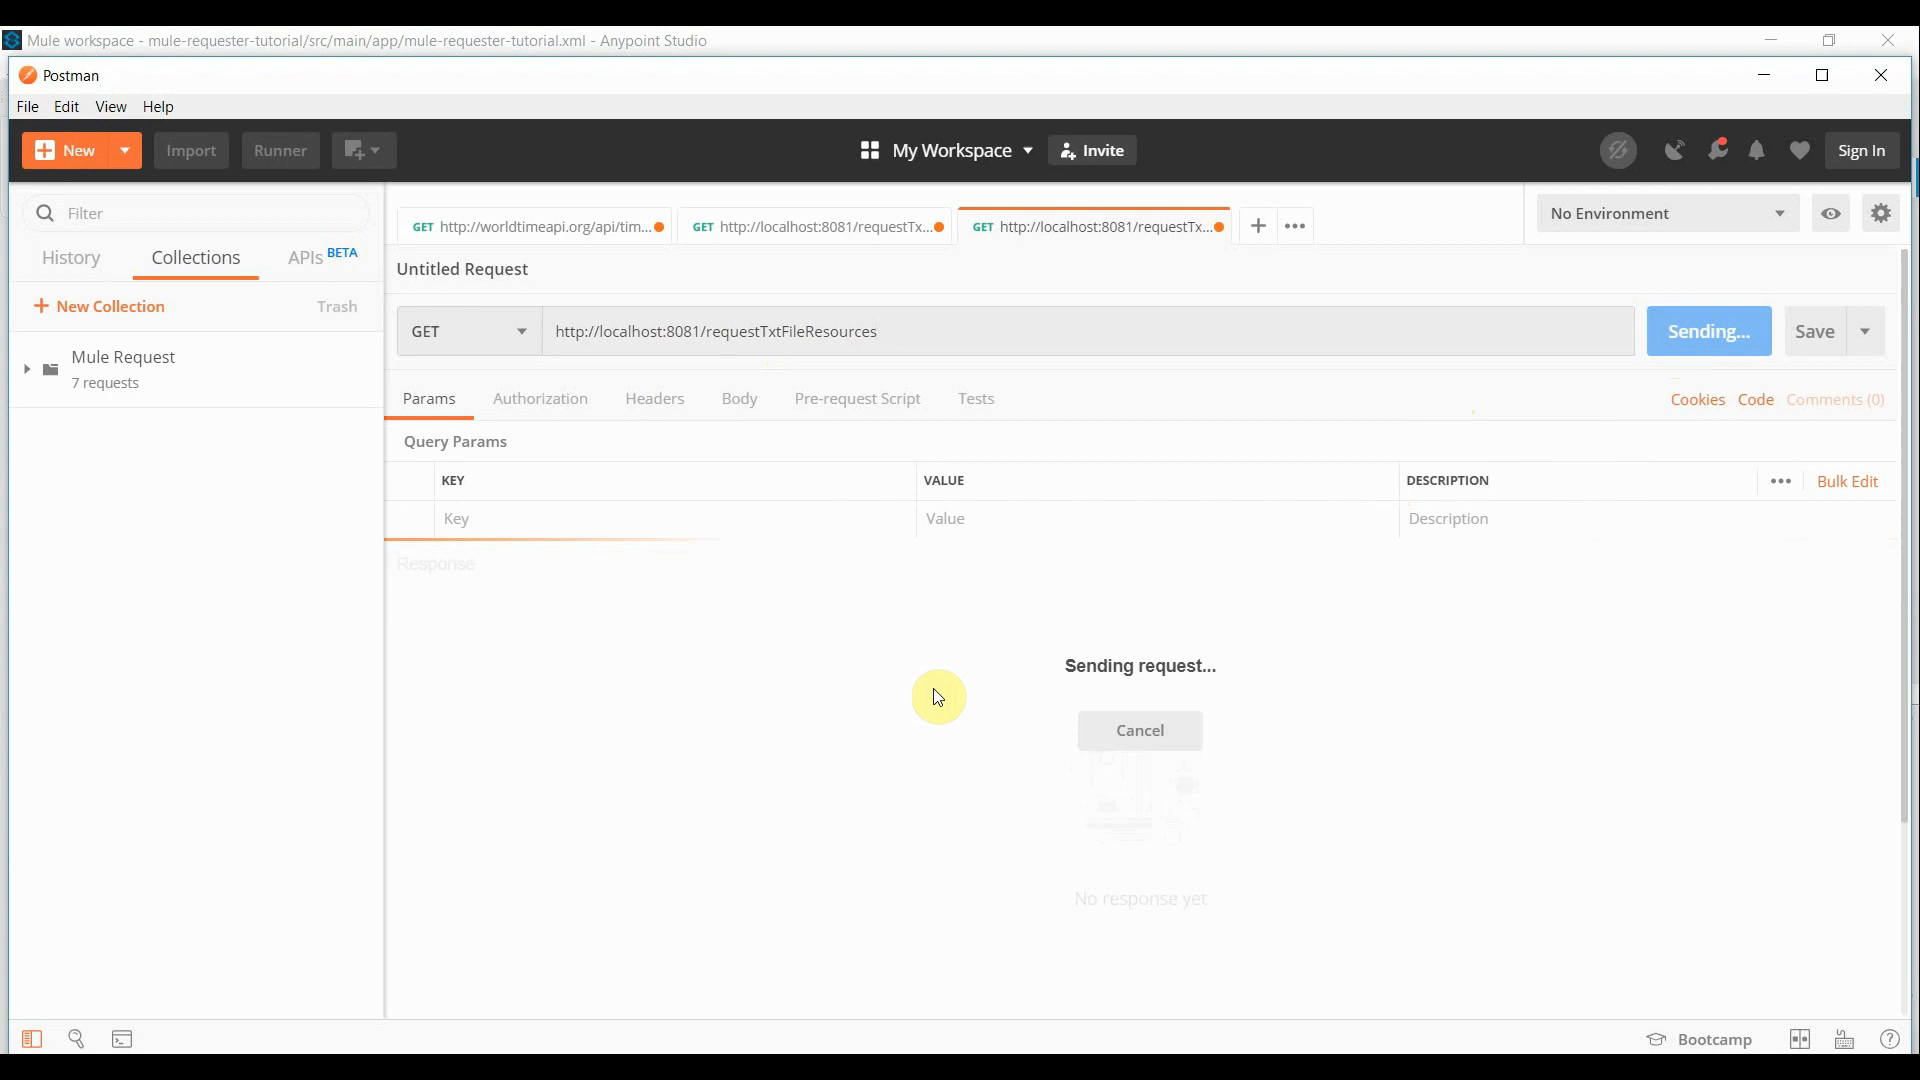 Mule workspace - mule-requester-tutorial/src/main/app/mule-requester-tutorial.xml - Anypoint Studio
Postman
File Edit View Help
New Import Runner My Workspace Invite Sign In
Filter
GET http://worldtimeapi.org/api/tim... GET http://localhost:8081/requestTx... GET http://localhost:8081/requestTx... No Environment
History Collections APIs BETA
Untitled Request
New Collection Trash
GET http://localhost:8081/requestTxtFileResources Sending... Save
Mule Request
7 requests
Params Authorization Headers Body Pre-request Script Tests Cookies Code Comments (0)
Query Params
KEY VALUE DESCRIPTION Bulk Edit
Key Value Description
Response
Sending request...
Cancel
No response yet
Bootcamp